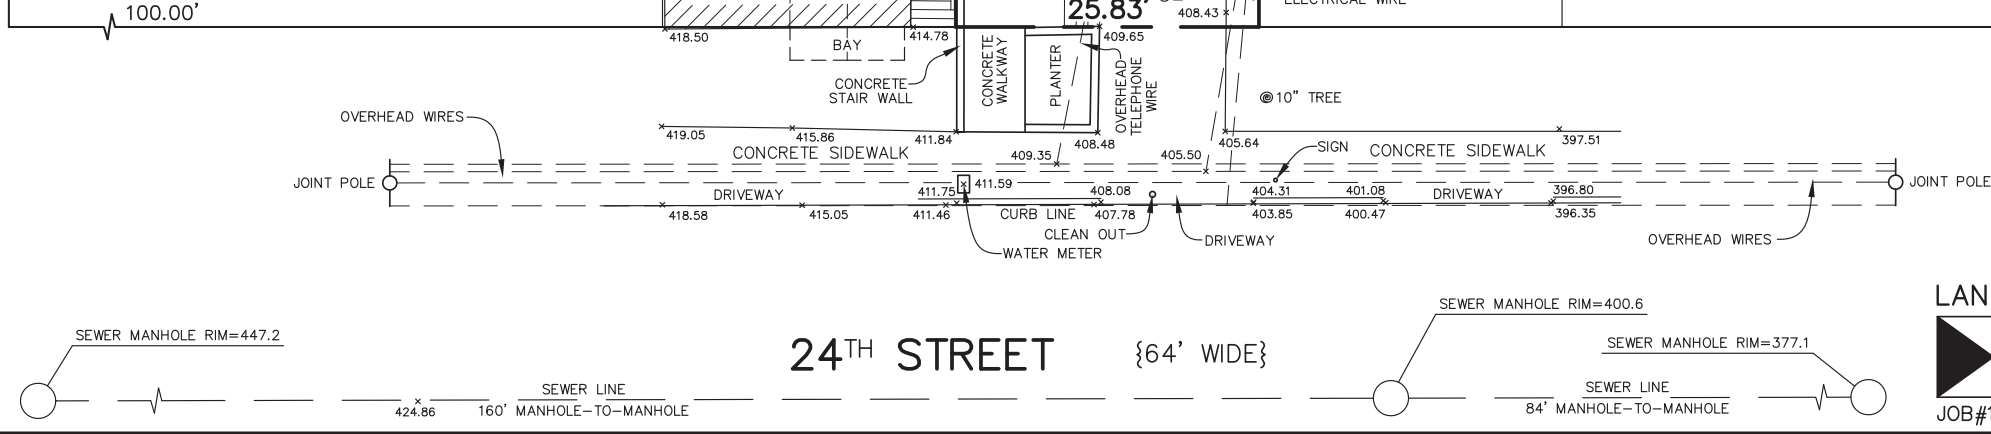 100.00'
25.83'
408.43
418.50
BAY
414.78
409.65
CONCRETE
STAIR WALL
CONCRETE
WALKWAY
PLANTER
OVERHEAD
TELEPHONE
WIRE
@10" TREE
OVERHEAD WIRES
419.05
415.86
411.84
408.48
405.64
397.51
CONCRETE SIDEWALK
409.35
405.50
SIGN
CONCRETE SIDEWALK
JOINT POLE
DRIVEWAY
411.75
411.59
408.08
404.31
401.08
DRIVEWAY
396.80
JOINT POLE
418.58
415.05
411.46
CURB LINE
407.78
403.85
400.47
396.35
CLEAN OUT
DRIVEWAY
OVERHEAD WIRES
WATER METER
SEWER MANHOLE RIM=447.2
24TH STREET {64' WIDE}
SEWER MANHOLE RIM=400.6
SEWER MANHOLE RIM=377.1
LAN
424.86
SEWER LINE
160' MANHOLE-TO-MANHOLE
SEWER LINE
84' MANHOLE-TO-MANHOLE
JOB#1